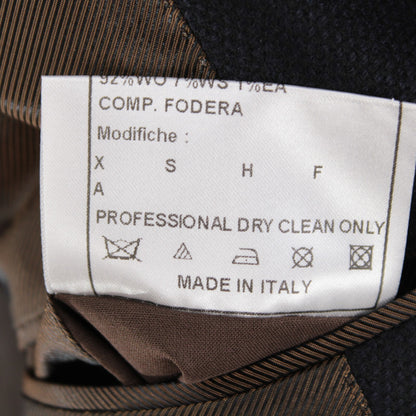 92%WO 7%WS 1%EA
COMP. FODERA
Modifiche :
X S H F
A
PROFESSIONAL DRY CLEAN ONLY
MADE IN ITALY